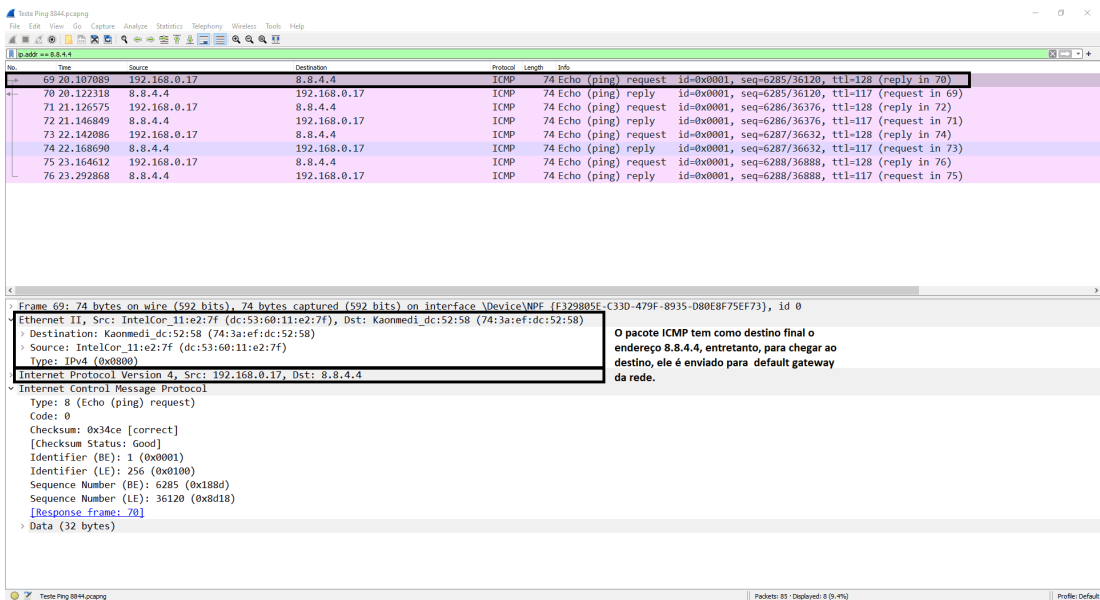 Teste Ping 8844.pcapng
File Edit View Go Capture Analyze Statistics Telephony Wireless Tools Help
ip.addr == 8.8.4.4
No. Time Source Destination Protocol Length Info
69 20.107089 192.168.0.17 8.8.4.4 ICMP 74 Echo (ping) request id=0x0001, seq=6285/36120, ttl=128 (reply in 70)
70 20.122318 8.8.4.4 192.168.0.17 ICMP 74 Echo (ping) reply id=0x0001, seq=6285/36120, ttl=117 (request in 69)
71 21.126575 192.168.0.17 8.8.4.4 ICMP 74 Echo (ping) request id=0x0001, seq=6286/36376, ttl=128 (reply in 72)
72 21.146849 8.8.4.4 192.168.0.17 ICMP 74 Echo (ping) reply id=0x0001, seq=6286/36376, ttl=117 (request in 71)
73 22.142086 192.168.0.17 8.8.4.4 ICMP 74 Echo (ping) request id=0x0001, seq=6287/36632, ttl=128 (reply in 74)
74 22.168690 8.8.4.4 192.168.0.17 ICMP 74 Echo (ping) reply id=0x0001, seq=6287/36632, ttl=117 (request in 73)
75 23.164612 192.168.0.17 8.8.4.4 ICMP 74 Echo (ping) request id=0x0001, seq=6288/36888, ttl=128 (reply in 76)
76 23.292868 8.8.4.4 192.168.0.17 ICMP 74 Echo (ping) reply id=0x0001, seq=6288/36888, ttl=117 (request in 75)
Frame 69: 74 bytes on wire (592 bits), 74 bytes captured (592 bits) on interface \Device\NPF_{F329805E-C33D-479F-8935-D80E8F75EF73}, id 0
Ethernet II, Src: IntelCor_11:e2:7f (dc:53:60:11:e2:7f), Dst: Kaonmedi_dc:52:58 (74:3a:ef:dc:52:58)
Destination: Kaonmedi_dc:52:58 (74:3a:ef:dc:52:58)
Source: IntelCor_11:e2:7f (dc:53:60:11:e2:7f)
Type: IPv4 (0x0800)
Internet Protocol Version 4, Src: 192.168.0.17, Dst: 8.8.4.4
O pacote ICMP tem como destino final o
endereço 8.8.4.4, entretanto, para chegar ao
destino, ele é enviado para default gateway
da rede.
Internet Control Message Protocol
Type: 8 (Echo (ping) request)
Code: 0
Checksum: 0x34ce [correct]
[Checksum Status: Good]
Identifier (BE): 1 (0x0001)
Identifier (LE): 256 (0x0100)
Sequence Number (BE): 6285 (0x188d)
Sequence Number (LE): 36120 (0x8d18)
[Response frame: 70]
Data (32 bytes)
Teste Ping 8844.pcapng Packets: 85 · Displayed: 8 (9.4%) Profile: Default